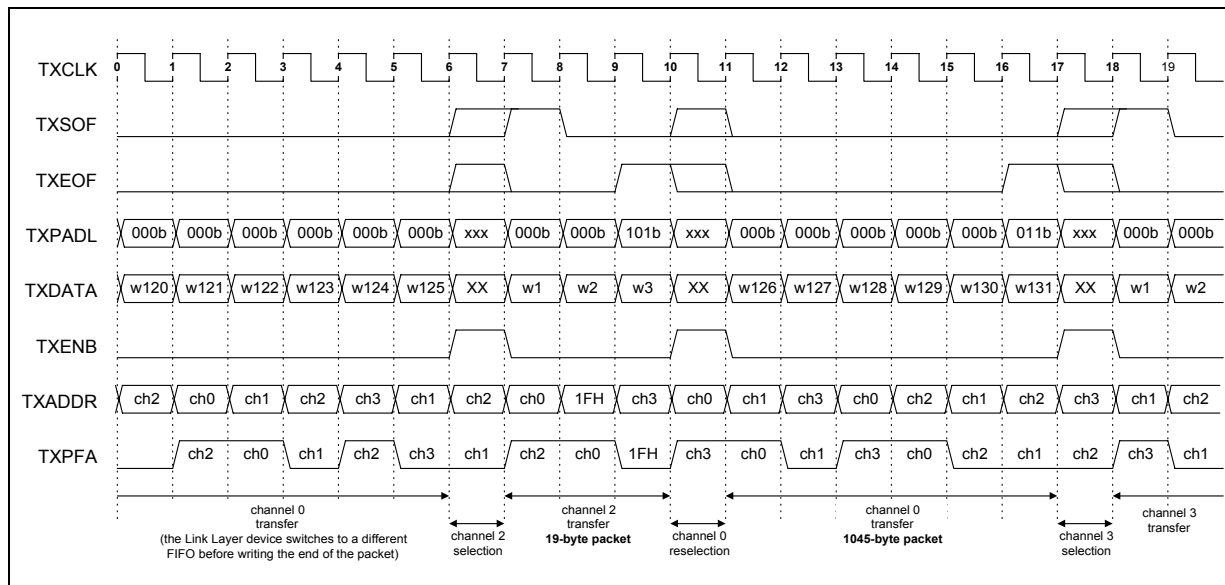 TXCLK 0 1 2 3 4 5 6 7 8 9 10 11 12 13 14 15 16 17 18 19
TXSOF
TXEOF
TXPADL 000b 000b 000b 000b 000b 000b xxx 000b 000b 101b xxx 000b 000b 000b 000b 000b 011b xxx 000b 000b
TXDATA w120 w121 w122 w123 w124 w125 XX w1 w2 w3 XX w126 w127 w128 w129 w130 w131 XX w1 w2
TXENB
TXADDR ch2 ch0 ch1 ch2 ch3 ch1 ch2 ch0 1FH ch3 ch0 ch1 ch3 ch0 ch2 ch1 ch2 ch3 ch1 ch2
TXPFA ch2 ch0 ch1 ch2 ch3 ch1 ch2 ch0 1FH ch3 ch0 ch1 ch3 ch0 ch2 ch1 ch2 ch3 ch1
channel 0
transfer
(the Link Layer device switches to a different
FIFO before writing the end of the packet)
channel 2
selection
channel 2
transfer
19-byte packet
channel 0
reselection
channel 0
transfer
1045-byte packet
channel 3
selection
channel 3
transfer